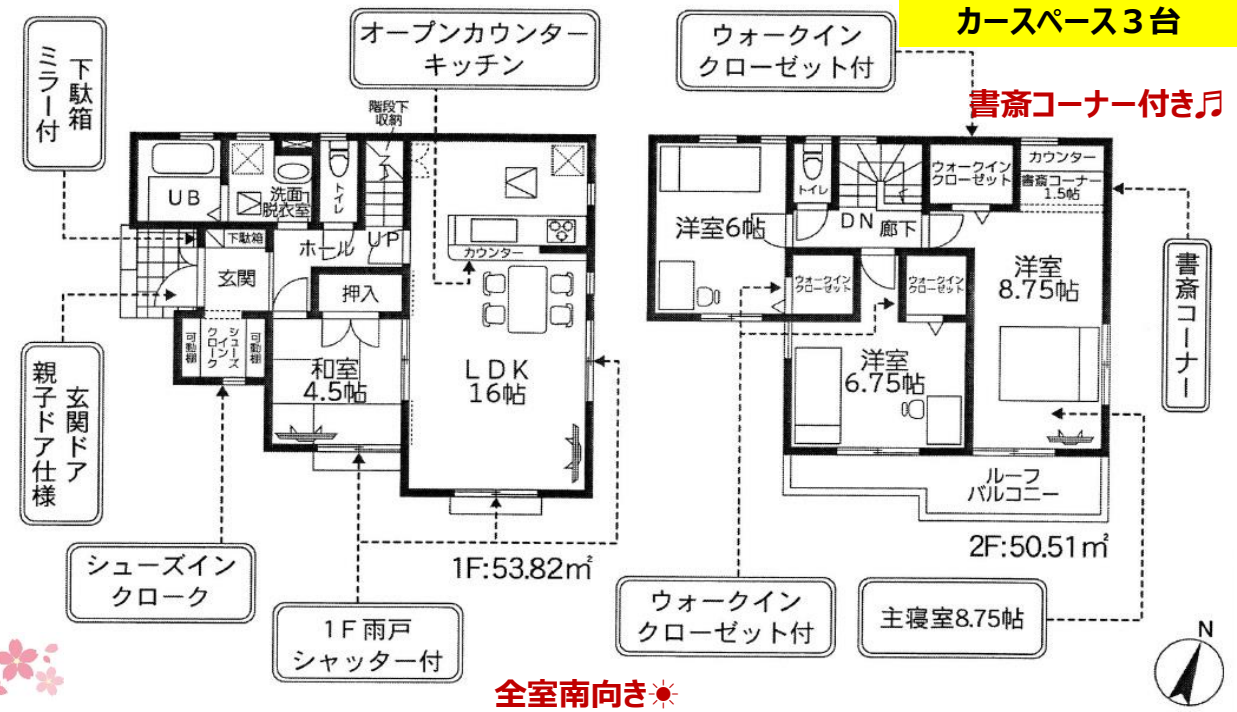 カースペース３台
オープンカウンター
キッチン
ウォークイン
クローゼット付
書斎コーナー付き♬
下駄箱
ミラー付
階段下
収納
UB
洗面
脱衣室
トイレ
UP
ホール
下駄箱
玄関
カウンター
押入
可動棚
シューズ
イン
クローク
可動棚
和室
4.5帖
LDK
16帖
玄関ドア
親子ドア仕様
シューズイン
クローク
1F雨戸
シャッター付
1F:53.82㎡
洋室6帖
トイレ
DN
廊下
ウォークイン
クローゼット
カウンター
書斎コーナー
1.5帖
ウォークイン
クローゼット
ウォークイン
クローゼット
洋室
8.75帖
洋室
6.75帖
書斎コーナー
ルーフ
バルコニー
2F:50.51㎡
ウォークイン
クローゼット付
主寝室8.75帖
全室南向き☀
N